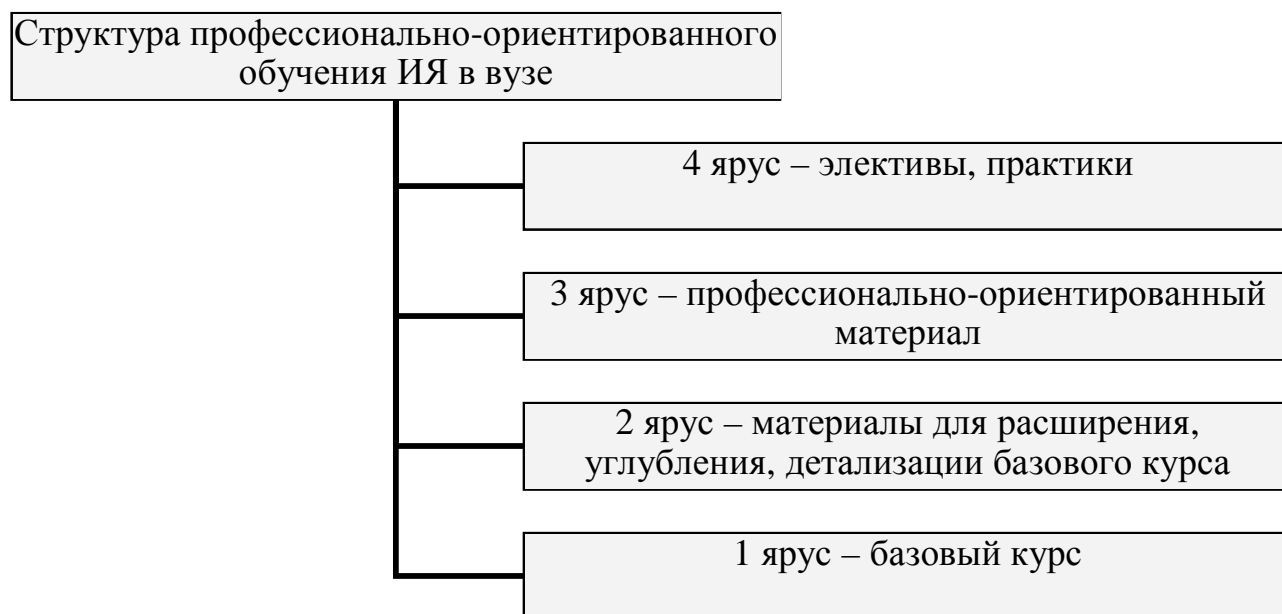 Структура профессионально-ориентированного
обучения ИЯ в вузе
4 ярус – элективы, практики
3 ярус – профессионально-ориентированный
материал
2 ярус – материалы для расширения,
углубления, детализации базового курса
1 ярус – базовый курс